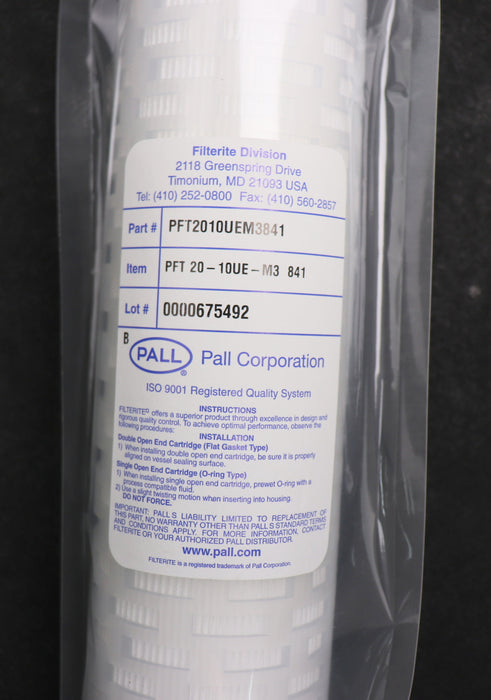 Filterite Division
2118 Greenspring Drive
Timonium, MD 21093 USA
Tel: (410) 252-0800 Fax: (410) 560-2857
Part # PFT2010UEM3841
Item PFT 20-10UE-M3 841
Lot # 0000675492
B
PALL ® Pall Corporation
ISO 9001 Registered Quality System
INSTRUCTIONS
FILTERITE® offers a superior product through excellence in design and
rigorous quality control. To achieve optimal performance, observe the
following procedures:
INSTALLATION
Double Open End Cartridge (Flat Gasket Type)
1) When installing double open end cartridge, be sure it is properly
aligned on vessel sealing surface.
Single Open End Cartridge (O-ring Type)
1) When installing single open end cartridge, prewet O-ring with a
process compatible fluid.
2) Use a slight twisting motion when inserting into housing.
DO NOT FORCE.
IMPORTANT: PALL'S LIABILITY LIMITED TO REPLACEMENT OF
THIS PART. NO WARRANTY OTHER THAN PALL'S STANDARD TERMS
AND CONDITIONS APPLY. FOR MORE INFORMATION, CONTACT
FILTERITE OR YOUR AUTHORIZED PALL DISTRIBUTOR.
www.pall.com
FILTERITE is a registered trademark of Pall Corporation.